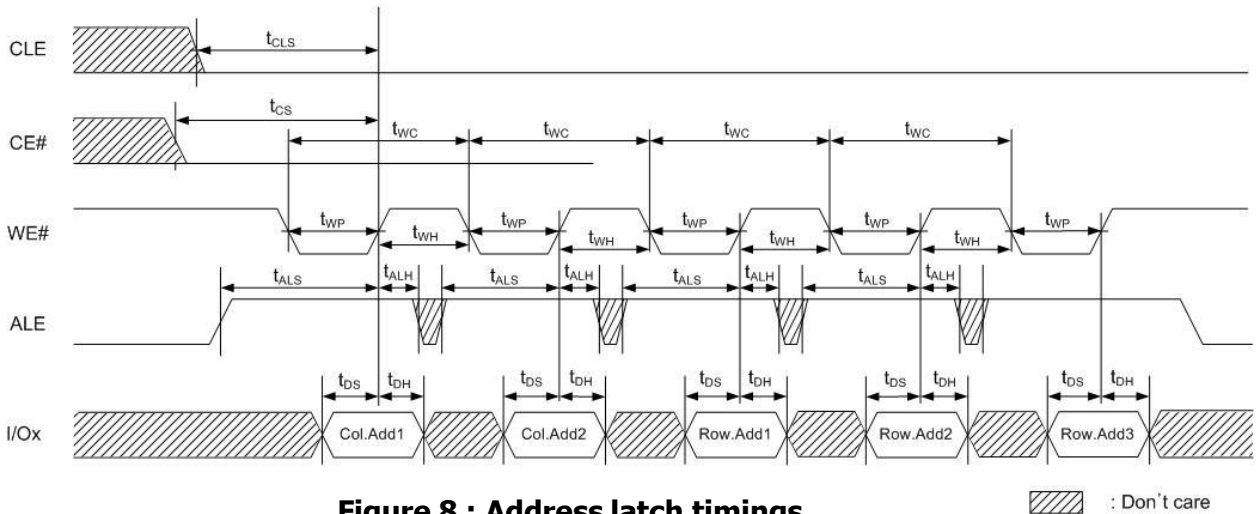 CLE
tCLS
tCS
CE#
tWC tWC tWC tWC
WE#
tWP tWP tWP tWP tWP
tWH tWH tWH tWH
ALE
tALS tALH tALS tALH tALS tALH tALS tALH
tDS tDH tDS tDH tDS tDH tDS tDH tDS tDH
I/Ox
Col.Add1 Col.Add2 Row.Add1 Row.Add2 Row.Add3
Figure 8 : Address latch timings
: Don't care